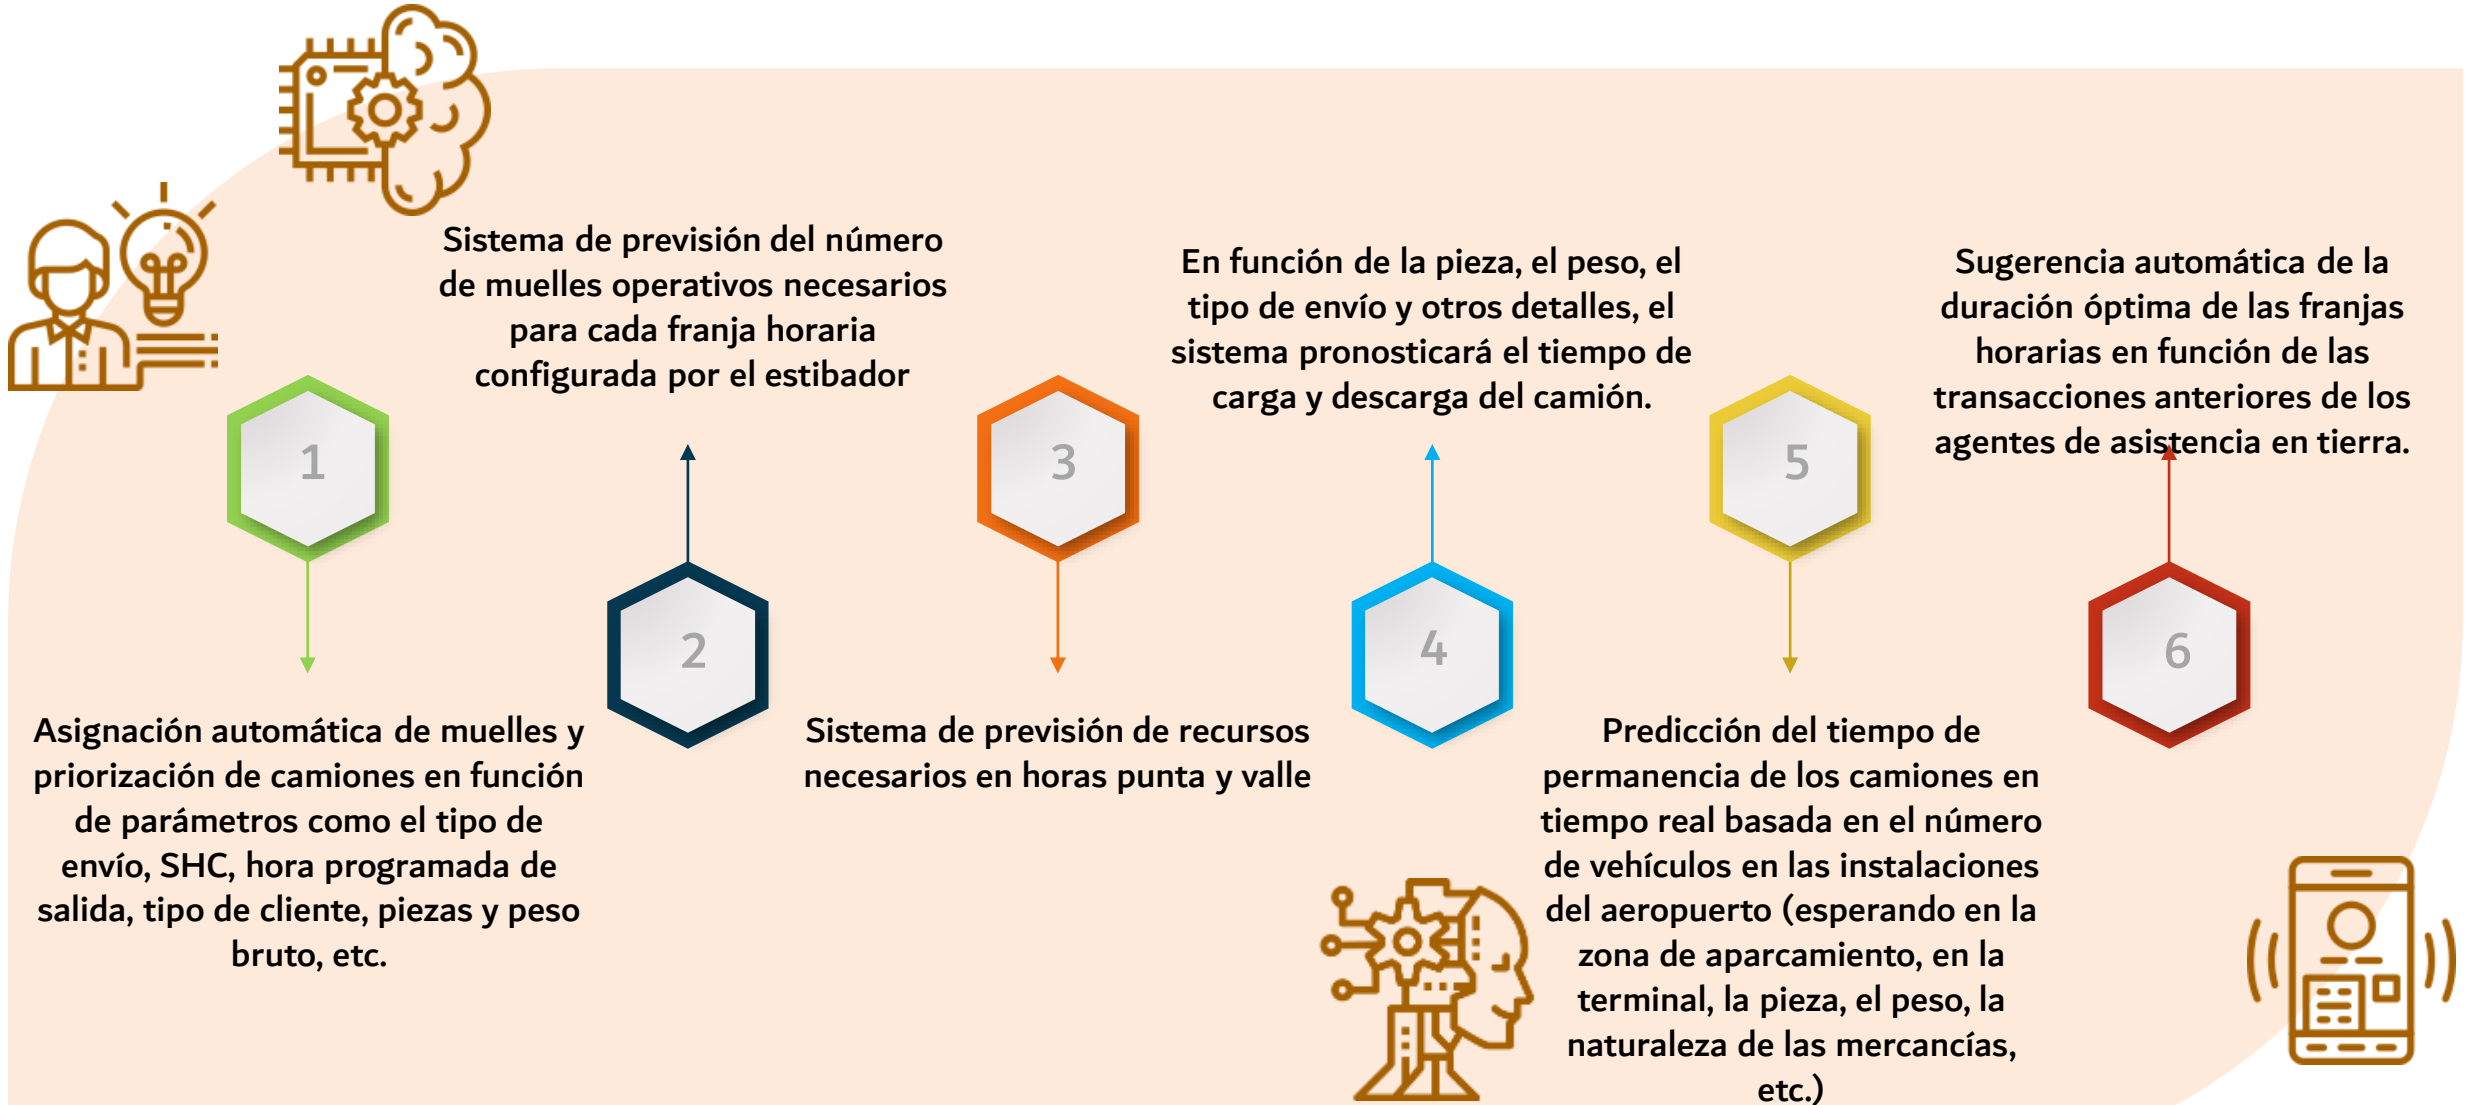 1
Asignación automática de muelles y
priorización de camiones en función
de parámetros como el tipo de
envío, SHC, hora programada de
salida, tipo de cliente, piezas y peso
bruto, etc.
Sistema de previsión del número
de muelles operativos necesarios
para cada franja horaria
configurada por el estibador
2
3
Sistema de previsión de recursos
necesarios en horas punta y valle
En función de la pieza, el peso, el
tipo de envío y otros detalles, el
sistema pronosticará el tiempo de
carga y descarga del camión.
4
5
Predicción del tiempo de
permanencia de los camiones en
tiempo real basada en el número
de vehículos en las instalaciones
del aeropuerto (esperando en la
zona de aparcamiento, en la
terminal, la pieza, el peso, la
naturaleza de las mercancías,
etc.)
Sugerencia automática de la
duración óptima de las franjas
horarias en función de las
transacciones anteriores de los
agentes de asistencia en tierra.
6